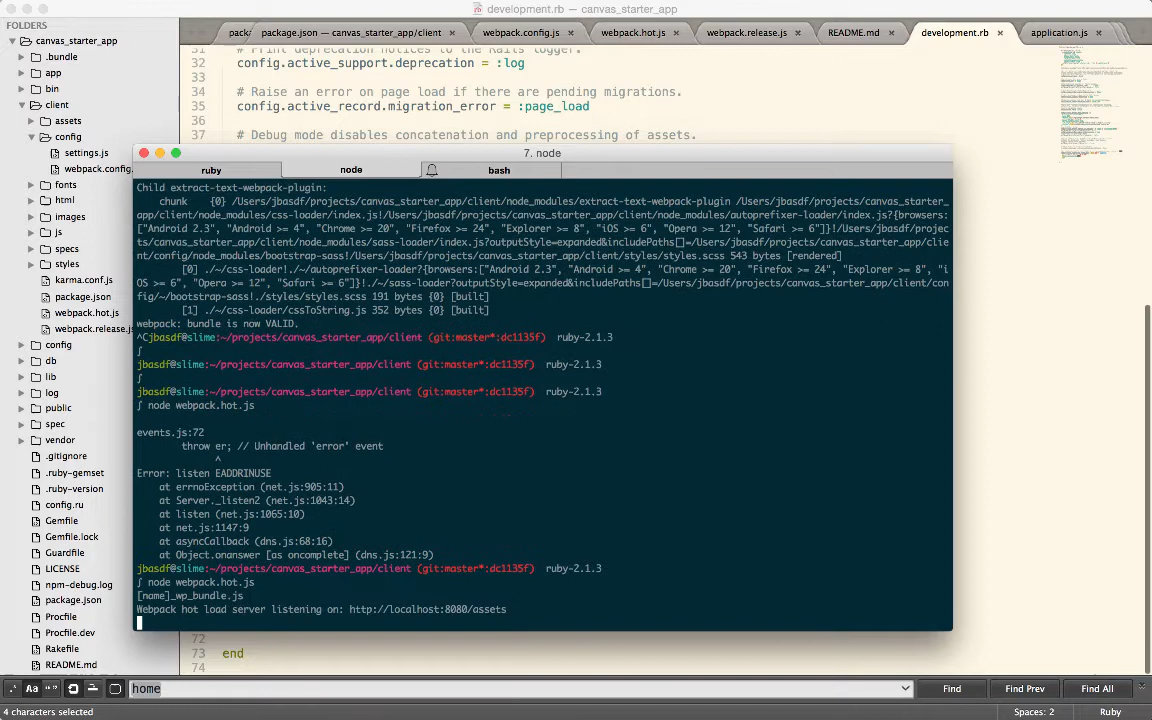 development.rb — canvas_starter_app
FOLDERS
canvas_starter_app
.bundle
app
bin
client
assets
config
settings.js
webpack.config.
fonts
html
images
js
specs
styles
karma.conf.js
package.json
webpack.hot.js
webpack.release.js
config
db
lib
log
public
spec
vendor
.gitignore
.ruby-gemset
.ruby-version
config.ru
Gemfile
Gemfile.lock
Guardfile
LICENSE
npm-debug.log
package.json
Procfile
Procfile.dev
Rakefile
README.md
packa
package.json — canvas_starter_app/client
webpack.config.js
webpack.hot.js
webpack.release.js
README.md
development.rb
application.js
31 # Print deprecation notices to the Rails logger.
32 config.active_support.deprecation = :log
33
34 # Raise an error on page load if there are pending migrations.
35 config.active_record.migration_error = :page_load
36
37 # Debug mode disables concatenation and preprocessing of assets.
7. node
ruby
node
bash
Child extract-text-webpack-plugin:
chunk {0} /Users/jbasdf/projects/canvas_starter_app/client/node_modules/extract-text-webpack-plugin /Users/jbasdf/projects/canvas_starter_
app/client/node_modules/css-loader/index.js!/Users/jbasdf/projects/canvas_starter_app/client/node_modules/autoprefixer-loader/index.js?{browsers:
["Android 2.3", "Android >= 4", "Chrome >= 20", "Firefox >= 24", "Explorer >= 8", "iOS >= 6", "Opera >= 12", "Safari >= 6"]}!/Users/jbasdf/projec
ts/canvas_starter_app/client/node_modules/sass-loader/index.js?outputStyle=expanded&includePaths[]=/Users/jbasdf/projects/canvas_starter_app/clie
nt/config/node_modules/bootstrap-sass!/Users/jbasdf/projects/canvas_starter_app/client/styles/styles.scss 543 bytes [rendered]
[0] ./~/css-loader!./~/autoprefixer-loader?{browsers:["Android 2.3", "Android >= 4", "Chrome >= 20", "Firefox >= 24", "Explorer >= 8", "i
OS >= 6", "Opera >= 12", "Safari >= 6"]}!./~/sass-loader?outputStyle=expanded&includePaths[]=/Users/jbasdf/projects/canvas_starter_app/client/con
fig/~/bootstrap-sass!./styles/styles.scss 191 bytes {0} [built]
[1] ./~/css-loader/cssToString.js 352 bytes {0} [built]
webpack: bundle is now VALID.
^Cjbasdf@slime:~/projects/canvas_starter_app/client (git:master*:dc1135f) ruby-2.1.3
∫
jbasdf@slime:~/projects/canvas_starter_app/client (git:master*:dc1135f) ruby-2.1.3
∫
jbasdf@slime:~/projects/canvas_starter_app/client (git:master*:dc1135f) ruby-2.1.3
∫ node webpack.hot.js
events.js:72
throw er; // Unhandled 'error' event
^
Error: listen EADDRINUSE
at errnoException (net.js:905:11)
at Server._listen2 (net.js:1043:14)
at listen (net.js:1065:10)
at net.js:1147:9
at asyncCallback (dns.js:68:16)
at Object.onanswer [as oncomplete] (dns.js:121:9)
jbasdf@slime:~/projects/canvas_starter_app/client (git:master*:dc1135f) ruby-2.1.3
∫ node webpack.hot.js
[name]_wp_bundle.js
Webpack hot load server listening on: http://localhost:8080/assets
72
73 end
74
.* Aa “”
home
Find
Find Prev
Find All
4 characters selected
Spaces: 2
Ruby